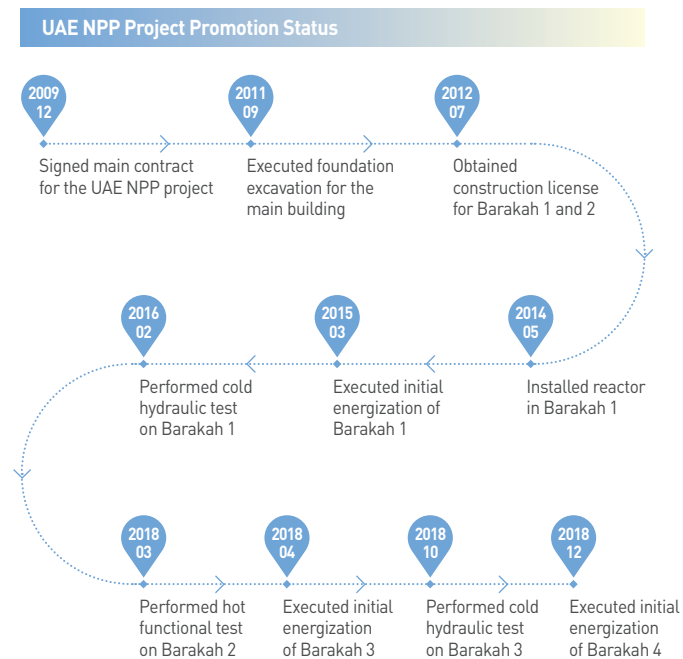 UAE NPP Project Promotion Status
2009
12
Signed main contract
for the UAE NPP project
2011
09
Executed foundation
excavation for the
main building
2012
07
Obtained
construction license
for Barakah 1 and 2
2014
05
Installed reactor
in Barakah 1
2015
03
Executed initial
energization of
Barakah 1
2016
02
Performed cold
hydraulic test
on Barakah 1
2018
03
Performed hot
functional test
on Barakah 2
2018
04
Executed initial
energization
of Barakah 3
2018
10
Performed cold
hydraulic test
on Barakah 3
2018
12
Executed initial
energization
of Barakah 4